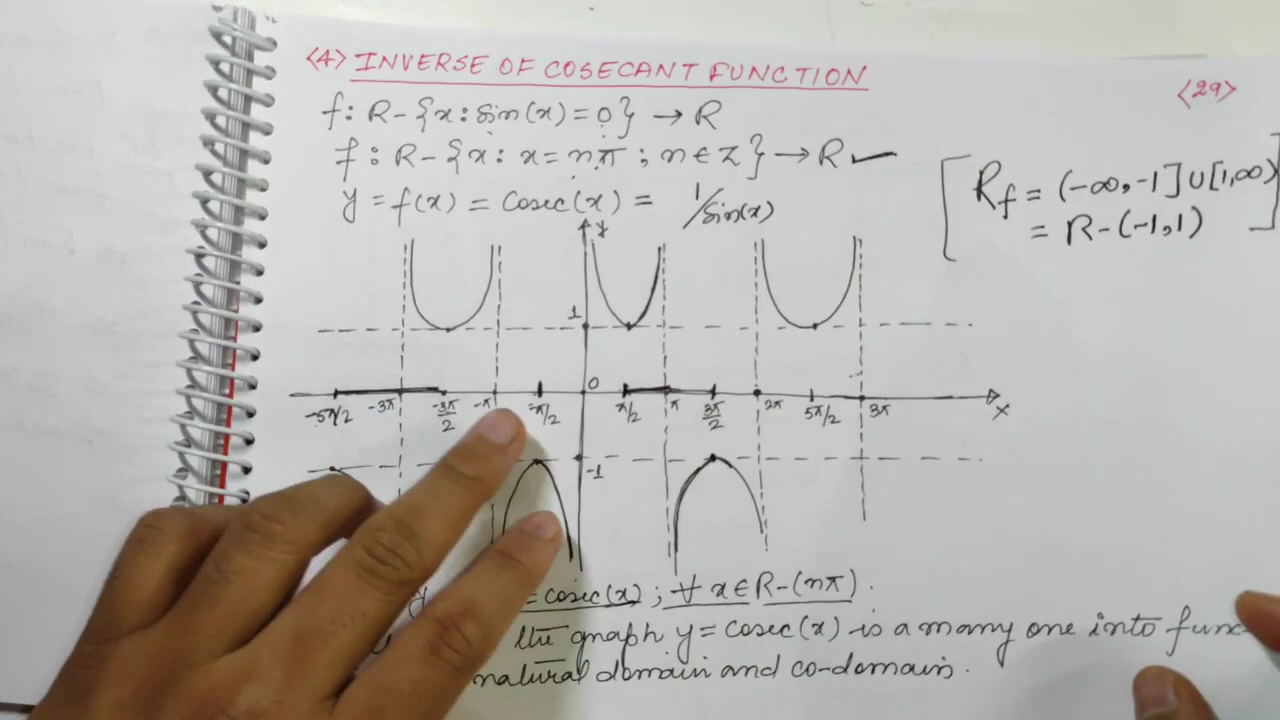 <4> INVERSE OF COSECANT FUNCTION
<29>
f: R-{x: Sin(x)=0} → R
f: R-{x: x=nπ ; n∈Z} → R
y = f(x) = Cosec(x) = 1/Sin(x)
Rf = (-∞,-1]∪[1,∞)
= R-(-1,1)
y
1
0
-5π/2 -3π -3π/2 -π -π/2 π/2 π 3π/2 2π 5π/2 3π X
-1
= cosec(x) ; ∀ x∈R-(nπ).
the graph y=cosec(x) is a many one into func
natural domain and co-domain.